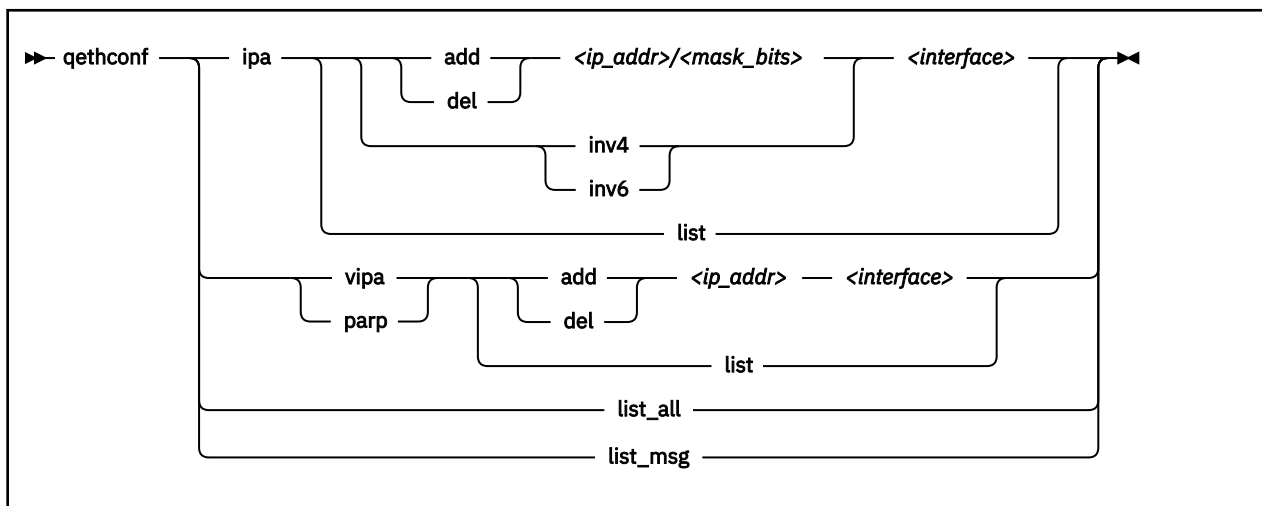 qethconf ipa add <ip_addr>/<mask_bits> <interface>
del
inv4
inv6
list
vipa add <ip_addr> <interface>
parp del
list
list_all
list_msg